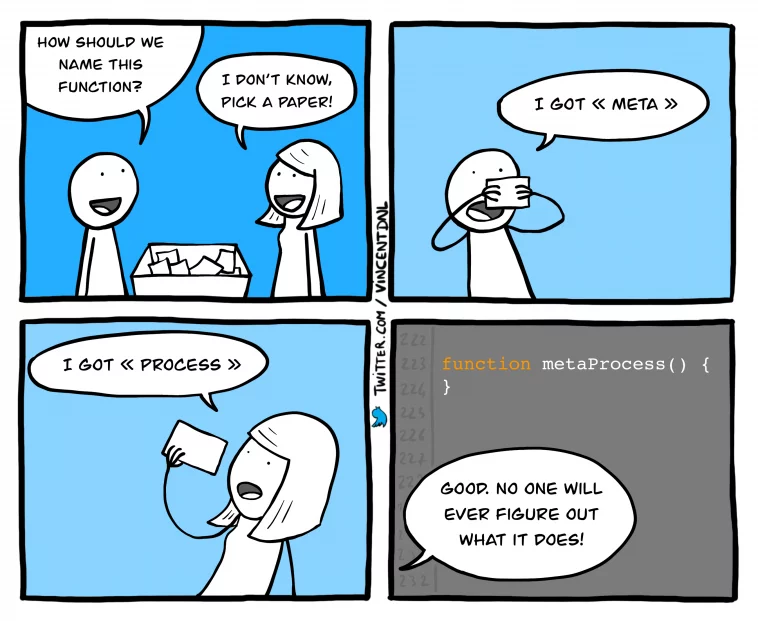 HOW SHOULD WE
NAME THIS
FUNCTION?
I DON'T KNOW,
PICK A PAPER!
I GOT « META »
TWITTER.COM / VINCENTDNL
I GOT « PROCESS »
222
223 function metaProcess() {
224 }
225
226
227
GOOD. NO ONE WILL
EVER FIGURE OUT
WHAT IT DOES!
232